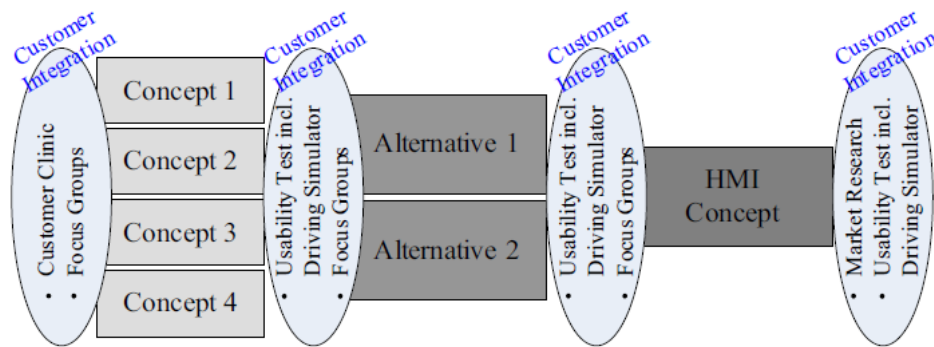 Customer
Integration
• Customer Clinic
• Focus Groups
Concept 1
Concept 2
Concept 3
Concept 4
Customer
Integration
• Usability Test incl.
Driving Simulator
• Focus Groups
Alternative 1
Alternative 2
Customer
Integration
• Usability Test incl.
Driving Simulator
• Focus Groups
HMI
Concept
Customer
Integration
• Market Research
• Usability Test incl.
Driving Simulator